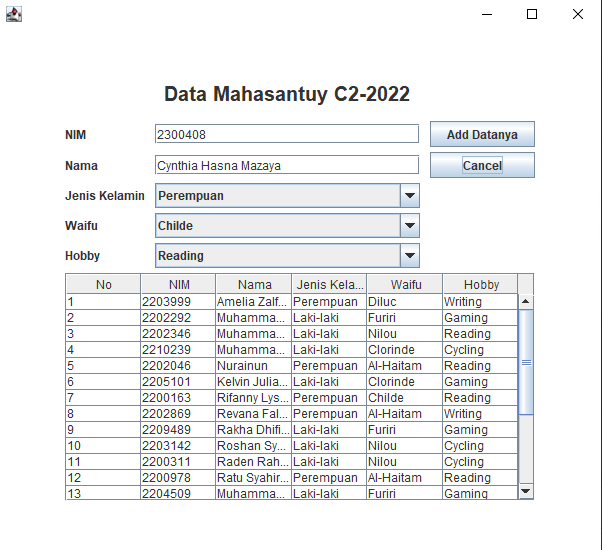 Data Mahasantuy C2-2022
NIM 2300408 Add Datanya
Nama Cynthia Hasna Mazaya Cancel
Jenis Kelamin Perempuan
Waifu Childe
Hobby Reading
No NIM Nama Jenis Kela... Waifu Hobby
1 2203999 Amelia Zalf... Perempuan Diluc Writing
2 2202292 Muhamma... Laki-laki Furiri Gaming
3 2202346 Muhamma... Laki-laki Nilou Reading
4 2210239 Muhamma... Laki-laki Clorinde Cycling
5 2202046 Nurainun Perempuan Al-Haitam Reading
6 2205101 Kelvin Julia... Laki-laki Clorinde Gaming
7 2200163 Rifanny Lys... Perempuan Childe Reading
8 2202869 Revana Fal... Perempuan Al-Haitam Writing
9 2209489 Rakha Dhifi... Laki-laki Furiri Gaming
10 2203142 Roshan Sy... Laki-laki Nilou Cycling
11 2200311 Raden Rah... Laki-laki Nilou Cycling
12 2200978 Ratu Syahir... Perempuan Al-Haitam Reading
13 2204509 Muhamma... Laki-laki Furiri Gaming